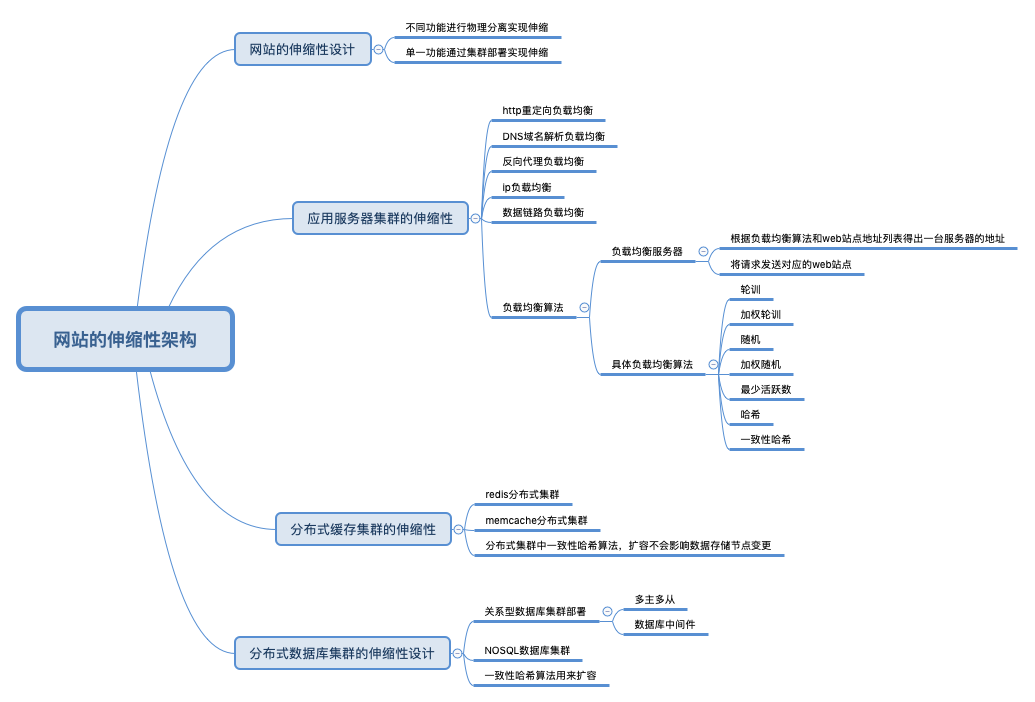 网站的伸缩性架构
网站的伸缩性设计
不同功能进行物理分离实现伸缩
单一功能通过集群部署实现伸缩
应用服务器集群的伸缩性
http重定向负载均衡
DNS域名解析负载均衡
反向代理负载均衡
ip负载均衡
数据链路负载均衡
负载均衡算法
负载均衡服务器
根据负载均衡算法和web站点地址列表得出一台服务器的地址
将请求发送对应的web站点
具体负载均衡算法
轮训
加权轮训
随机
加权随机
最少活跃数
哈希
一致性哈希
分布式缓存集群的伸缩性
redis分布式集群
memcache分布式集群
分布式集群中一致性哈希算法，扩容不会影响数据存储节点变更
分布式数据库集群的伸缩性设计
关系型数据库集群部署
多主多从
数据库中间件
NOSQL数据库集群
一致性哈希算法用来扩容